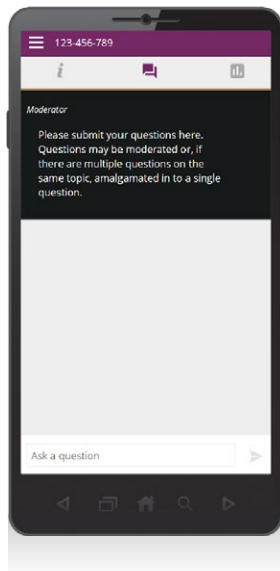 123-456-789
i
Moderator
Please submit your questions here.
Questions may be moderated or, if
there are multiple questions on the
same topic, amalgamated in to a single
question.
Ask a question